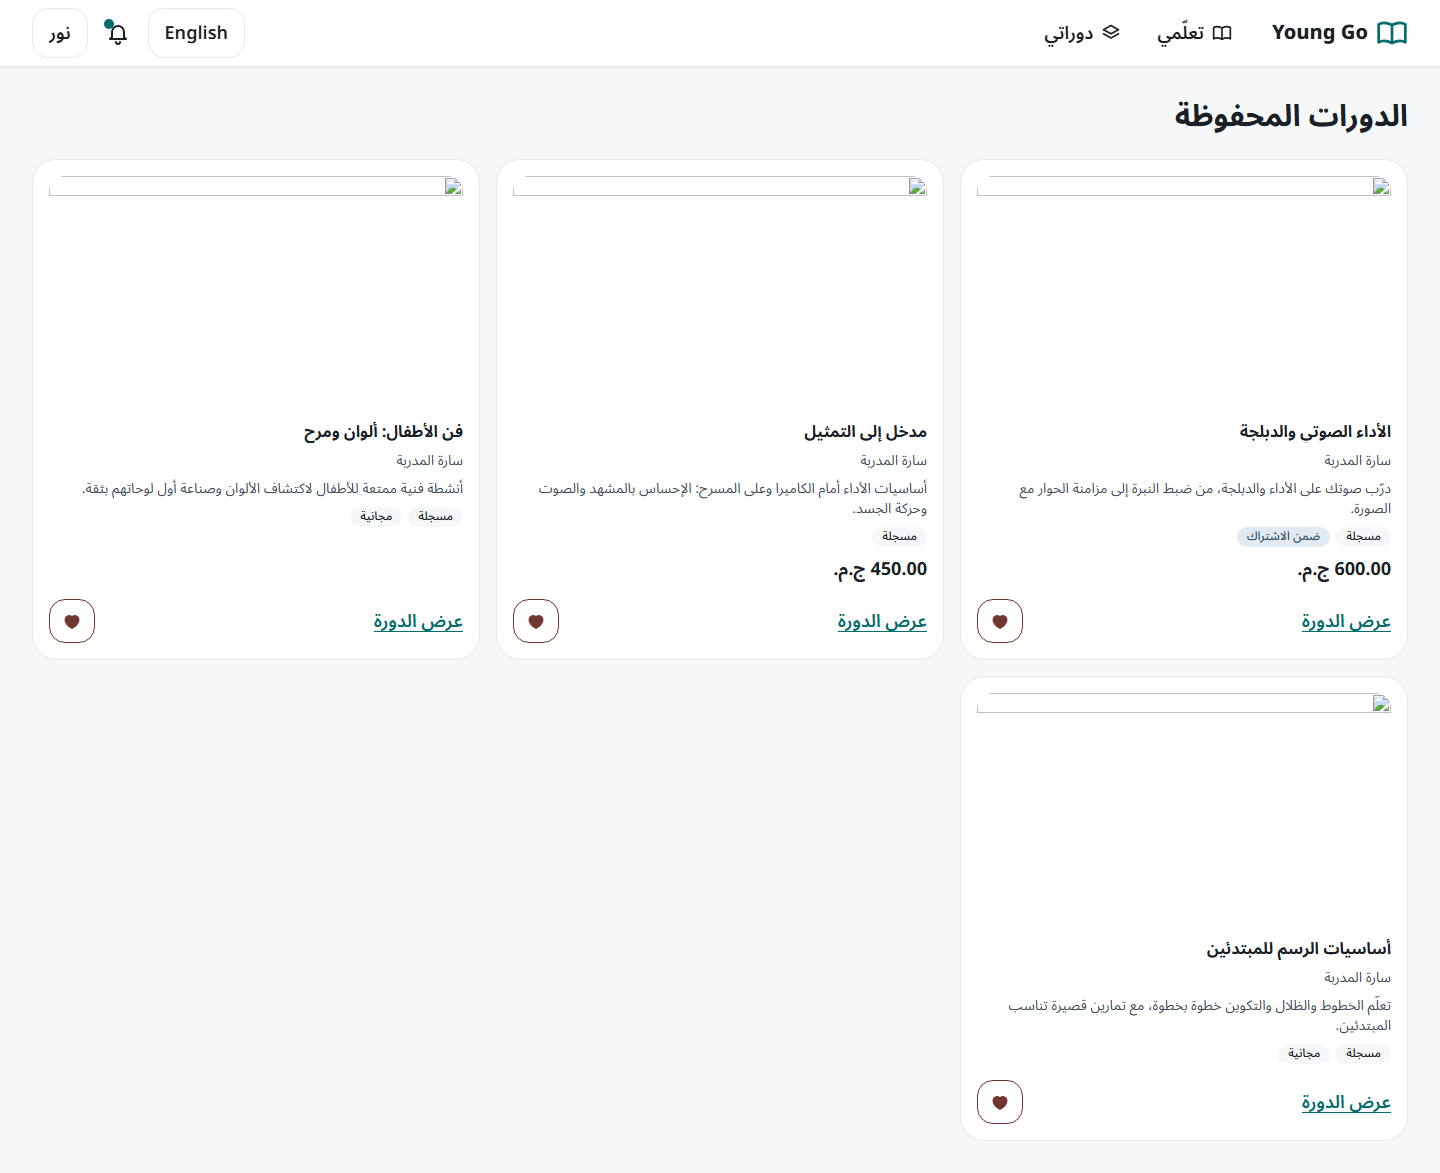 Young Go
تعلّمي
دوراتي
English
نور
الدورات المحفوظة
الأداء الصوتي والدبلجة
سارة المدربة
درّب صوتك على الأداء والدبلجة، من ضبط النبرة إلى مزامنة الحوار مع
الصورة.
مسجلة
ضمن الاشتراك
600.00 ج.م.
عرض الدورة
مدخل إلى التمثيل
سارة المدربة
أساسيات الأداء أمام الكاميرا وعلى المسرح: الإحساس بالمشهد والصوت
وحركة الجسد.
مسجلة
450.00 ج.م.
عرض الدورة
فن الأطفال: ألوان ومرح
سارة المدربة
أنشطة فنية ممتعة للأطفال لاكتشاف الألوان وصناعة أول لوحاتهم بثقة.
مسجلة
مجانية
عرض الدورة
أساسيات الرسم للمبتدئين
سارة المدربة
تعلّم الخطوط والظلال والتكوين خطوة بخطوة، مع تمارين قصيرة تناسب
المبتدئين.
مسجلة
مجانية
عرض الدورة